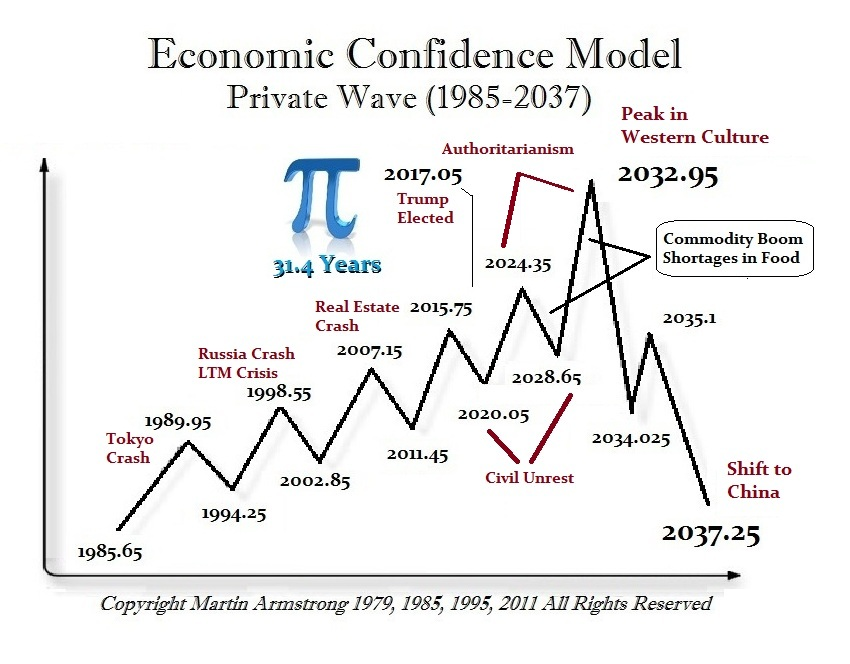 Economic Confidence Model
Private Wave (1985-2037)
Peak in
Western Culture
2032.95
Authoritarianism
2017.05
Trump
Elected
π
31.4 Years
Commodity Boom
Shortages in Food
2024.35
Real Estate
Crash
2015.75
2035.1
Russia Crash
LTM Crisis
2007.15
1998.55
2028.65
1989.95
2020.05
Tokyo
Crash
2034.025
2011.45
2002.85
Civil Unrest
Shift to
China
1994.25
2037.25
1985.65
Copyright Martin Armstrong 1979, 1985, 1995, 2011 All Rights Reserved